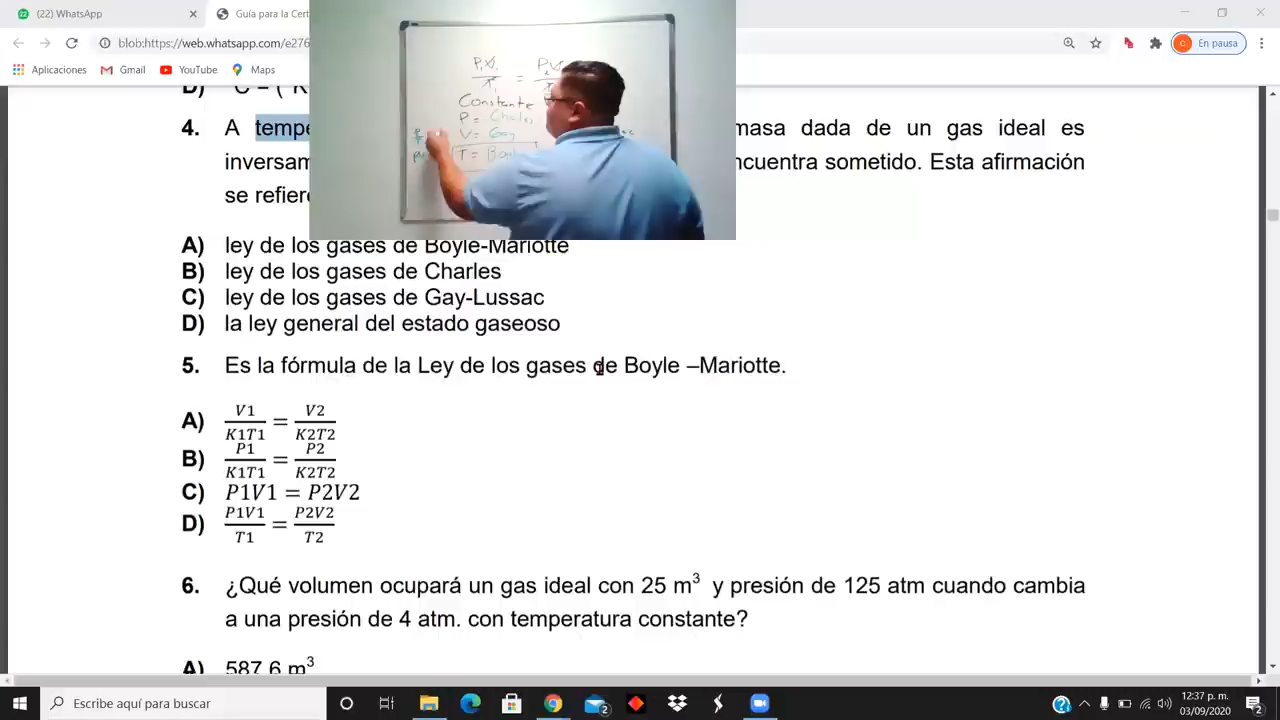 (22) WhatsApp
Guía para la Cert
blob:https://web.whatsapp.com/e276
En pausa
Aplicaciones
Gmail
YouTube
Maps
P₁V₁ = P₂V₂
T₁
Constante
P = Charles
V = Gay
T = Boyle
4. A tempe masa dada de un gas ideal es
inversam ncuentra sometido. Esta afirmación
se refiere
A) ley de los gases de Boyle-Mariotte
B) ley de los gases de Charles
C) ley de los gases de Gay-Lussac
D) la ley general del estado gaseoso
5. Es la fórmula de la Ley de los gases de Boyle –Mariotte.
A) V1/K1T1 = V2/K2T2
B) P1/K1T1 = P2/K2T2
C) P1V1 = P2V2
D) P1V1/T1 = P2V2/T2
6. ¿Qué volumen ocupará un gas ideal con 25 m³ y presión de 125 atm cuando cambia
a una presión de 4 atm. con temperatura constante?
A) 587.6 m³
Escribe aquí para buscar
12:37 p. m.
03/09/2020